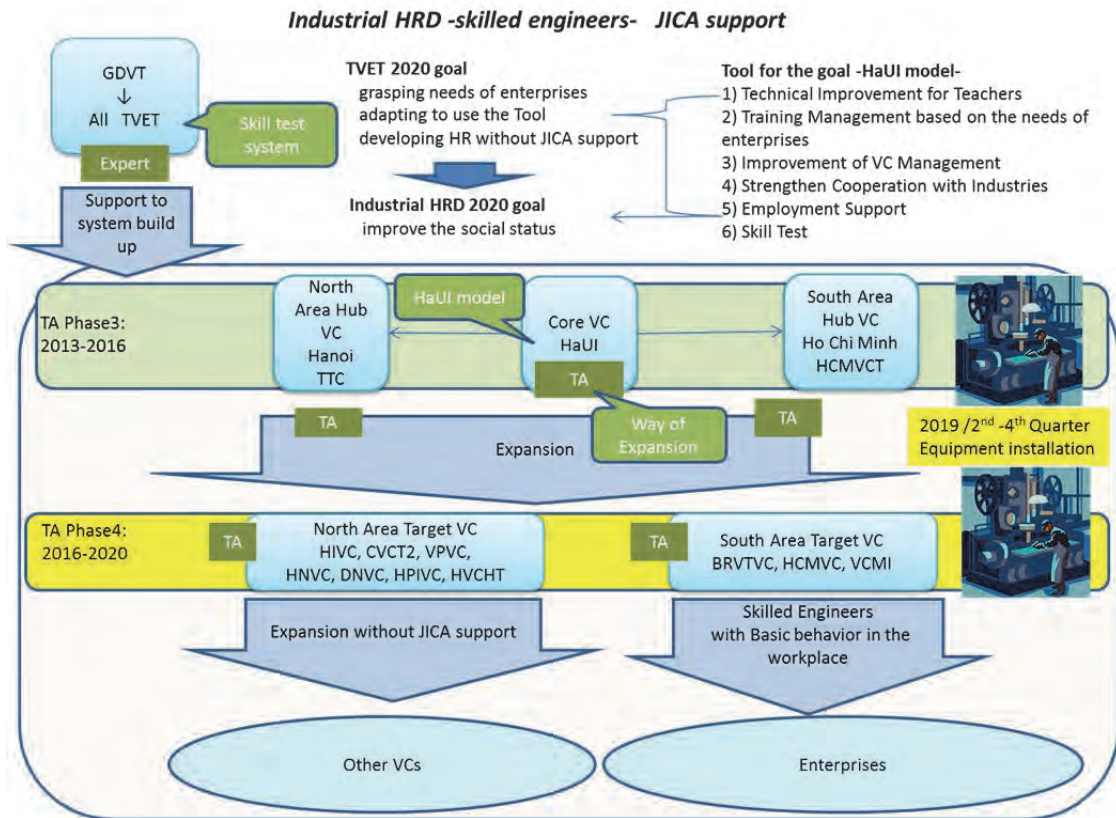 Industrial HRD -skilled engineers- JICA support
GDVT
↓
All TVET
Skill test
system
Expert
Support to
system build
up
TVET 2020 goal
grasping needs of enterprises
adapting to use the Tool
developing HR without JICA support
Industrial HRD 2020 goal
improve the social status
Tool for the goal -HaUI model-
1) Technical Improvement for Teachers
2) Training Management based on the needs of
enterprises
3) Improvement of VC Management
4) Strengthen Cooperation with Industries
5) Employment Support
6) Skill Test
TA Phase3:
2013-2016
North
Area Hub
VC
Hanoi
TTC
HaUI model
Core VC
HaUI
TA
South Area
Hub VC
Ho Chi Minh
HCMVCT
TA
Expansion
Way of
Expansion
TA
2019 /2nd -4th Quarter
Equipment installation
TA Phase4:
2016-2020
TA
North Area Target VC
HIVC, CVCT2, VPVC,
HNVC, DNVC, HPIVC, HVCHT
TA
South Area Target VC
BRVTVC, HCMVC, VCMI
Expansion without JICA support
Skilled Engineers
with Basic behavior in the
workplace
Other VCs
Enterprises